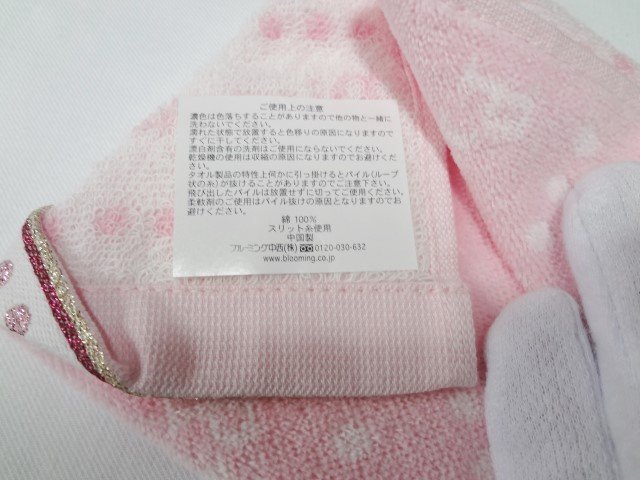 ご使用上の注意
濃色は色落ちすることがありますので他の物と一緒に
洗わないでください。
濡れた状態で放置すると色移りの原因になりますので
すぐに干してください。
漂白剤含有の洗剤はご使用にならないでください。
乾燥機の使用は収縮の原因になりますのでお避けください。
タオル製品の特性上何かに引っ掛けるとパイル(ループ
状の糸)が抜けることがありますのでご注意下さい。
飛び出したパイルは放置せずに切ってご使用ください。
柔軟剤のご使用はパイル抜けの原因となりますのでお
避けください。
綿 100%
スリット糸使用
中国製
ブルーミング中西(株) 0120-030-632
www.blooming.co.jp